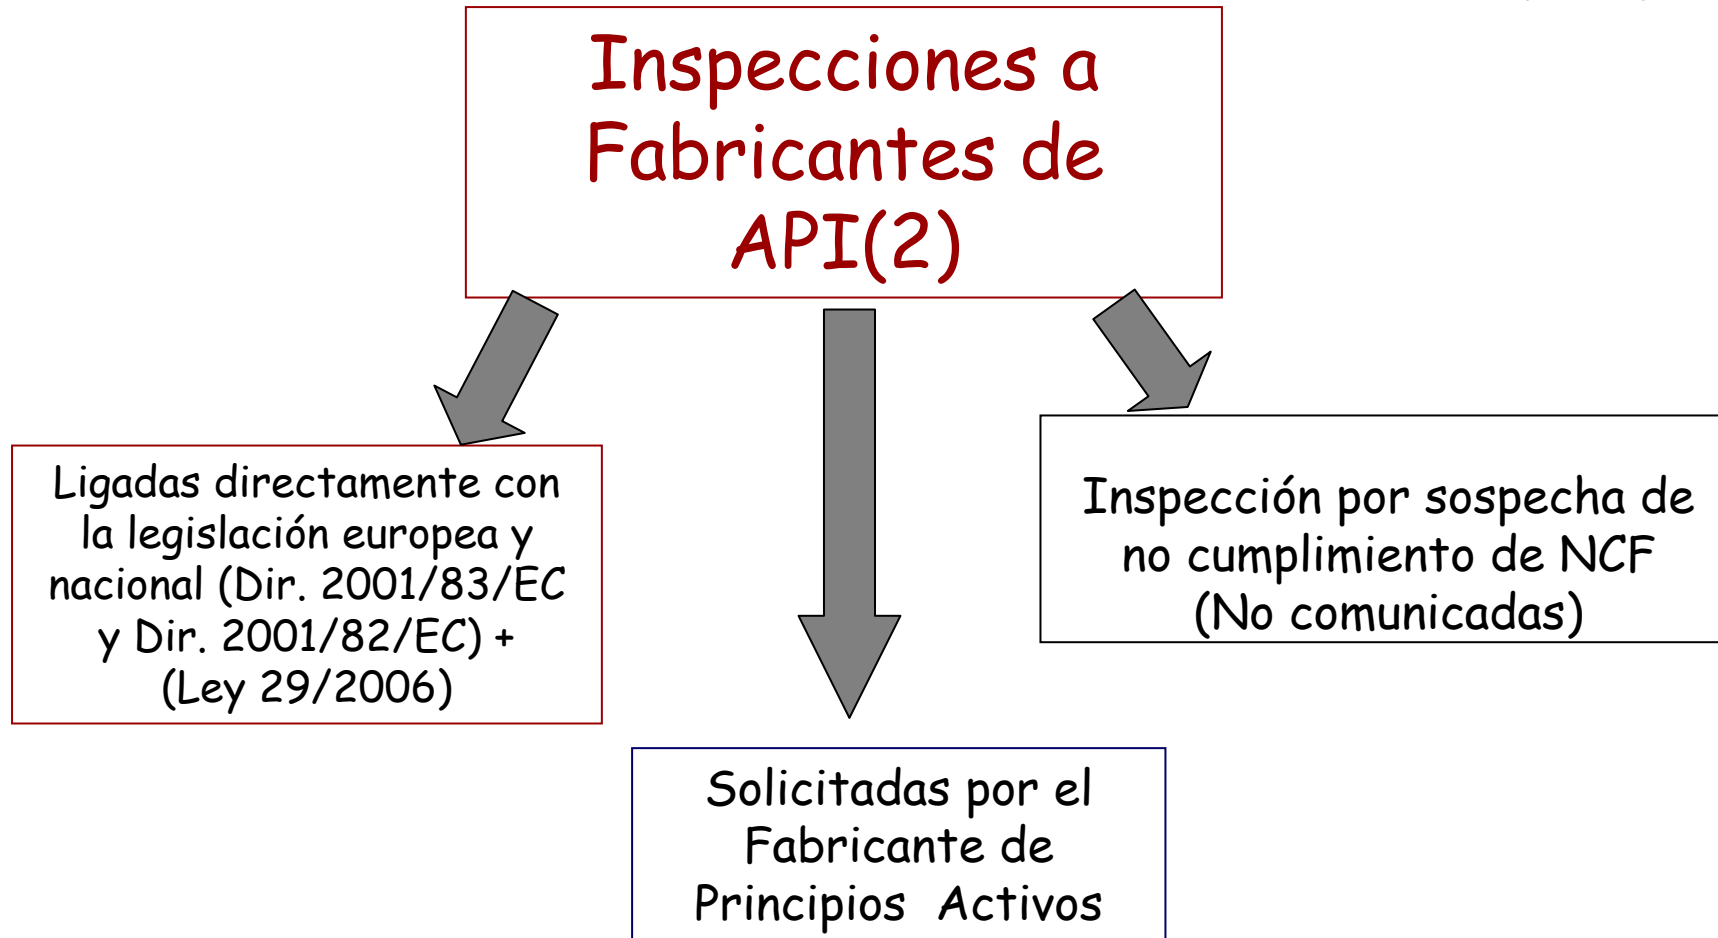 Inspecciones a
Fabricantes de
API(2)
Ligadas directamente con
la legislación europea y
nacional (Dir. 2001/83/EC
y Dir. 2001/82/EC) +
(Ley 29/2006)
Inspección por sospecha de
no cumplimiento de NCF
(No comunicadas)
Solicitadas por el
Fabricante de
Principios Activos